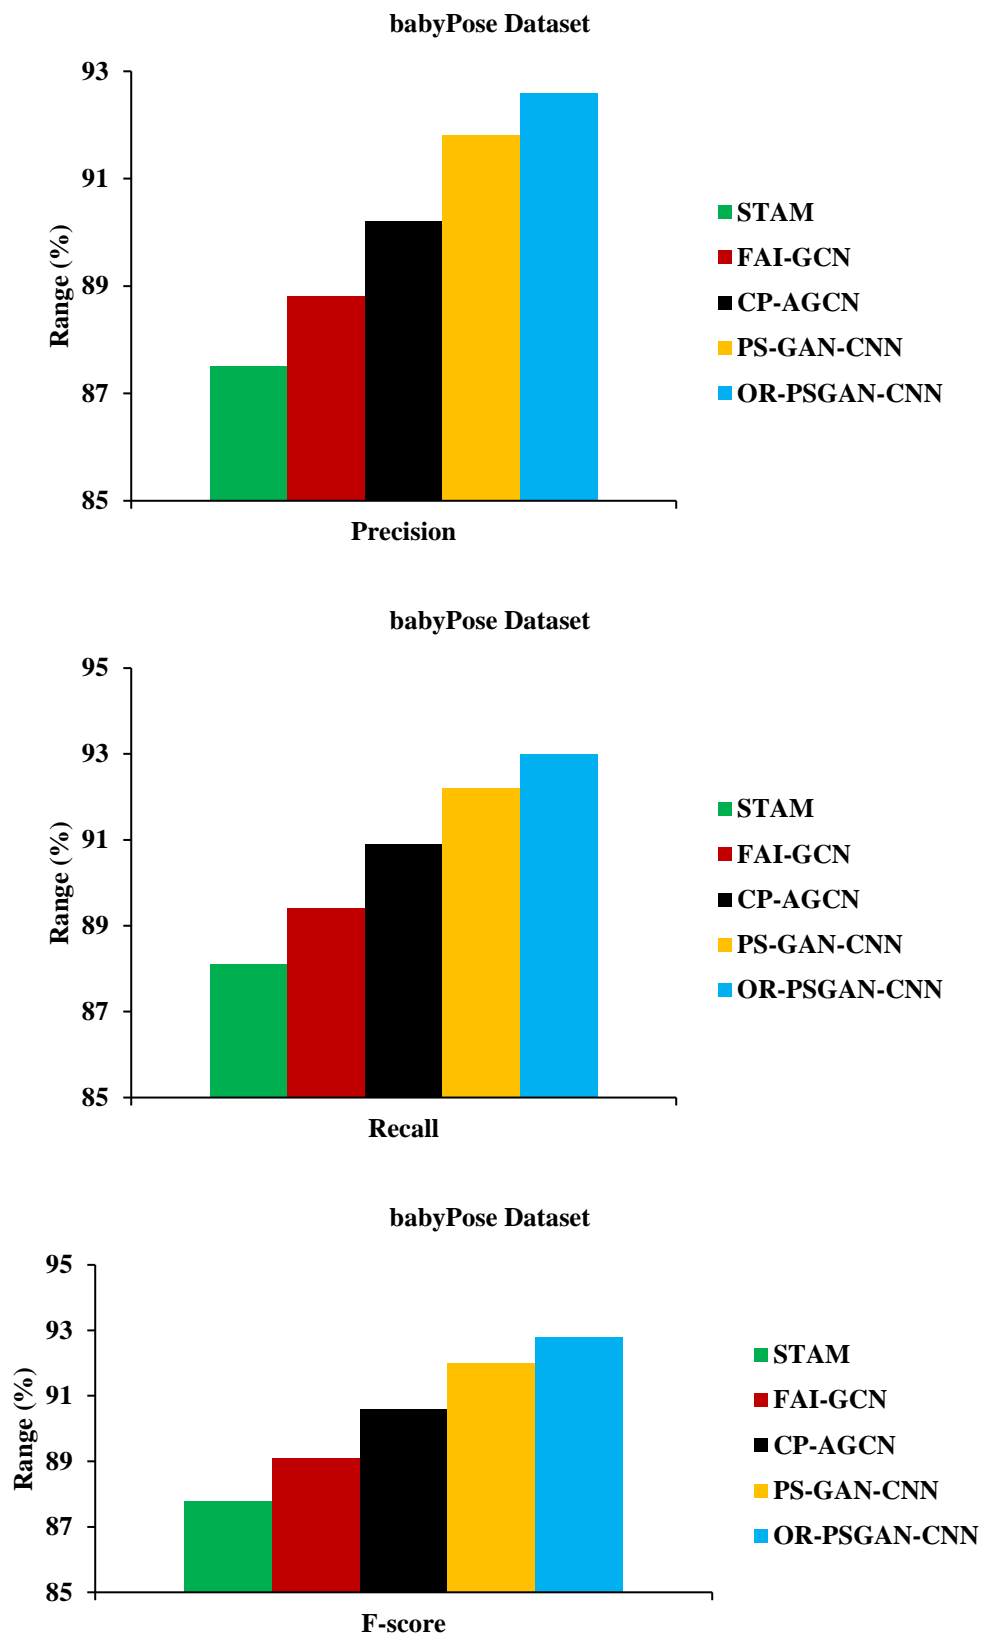 babyPose Dataset
93
91
89
87
85
Range (%)
Precision
STAM
FAI-GCN
CP-AGCN
PS-GAN-CNN
OR-PSGAN-CNN
babyPose Dataset
95
93
91
89
87
85
Range (%)
Recall
STAM
FAI-GCN
CP-AGCN
PS-GAN-CNN
OR-PSGAN-CNN
babyPose Dataset
95
93
91
89
87
85
Range (%)
F-score
STAM
FAI-GCN
CP-AGCN
PS-GAN-CNN
OR-PSGAN-CNN